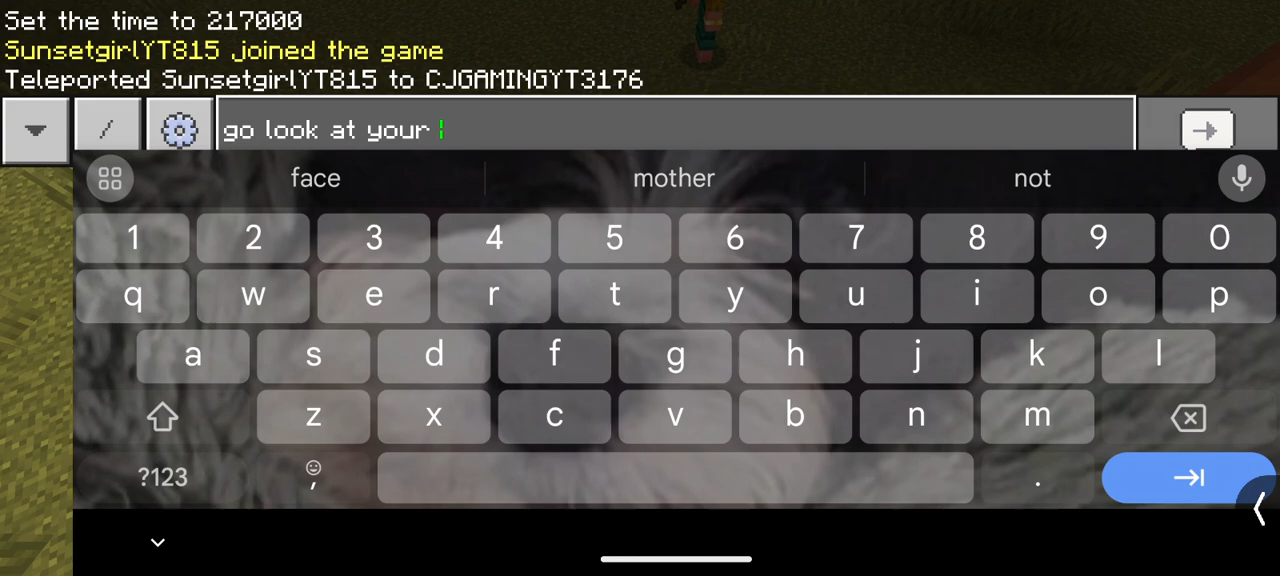 Set the time to 217000
SunsetgirlYT815 joined the game
Teleported SunsetgirlYT815 to CJGAMINGYT3176
/
go look at your
face mother not
1 2 3 4 5 6 7 8 9 0
q w e r t y u i o p
a s d f g h j k l
z x c v b n m
?123 , .